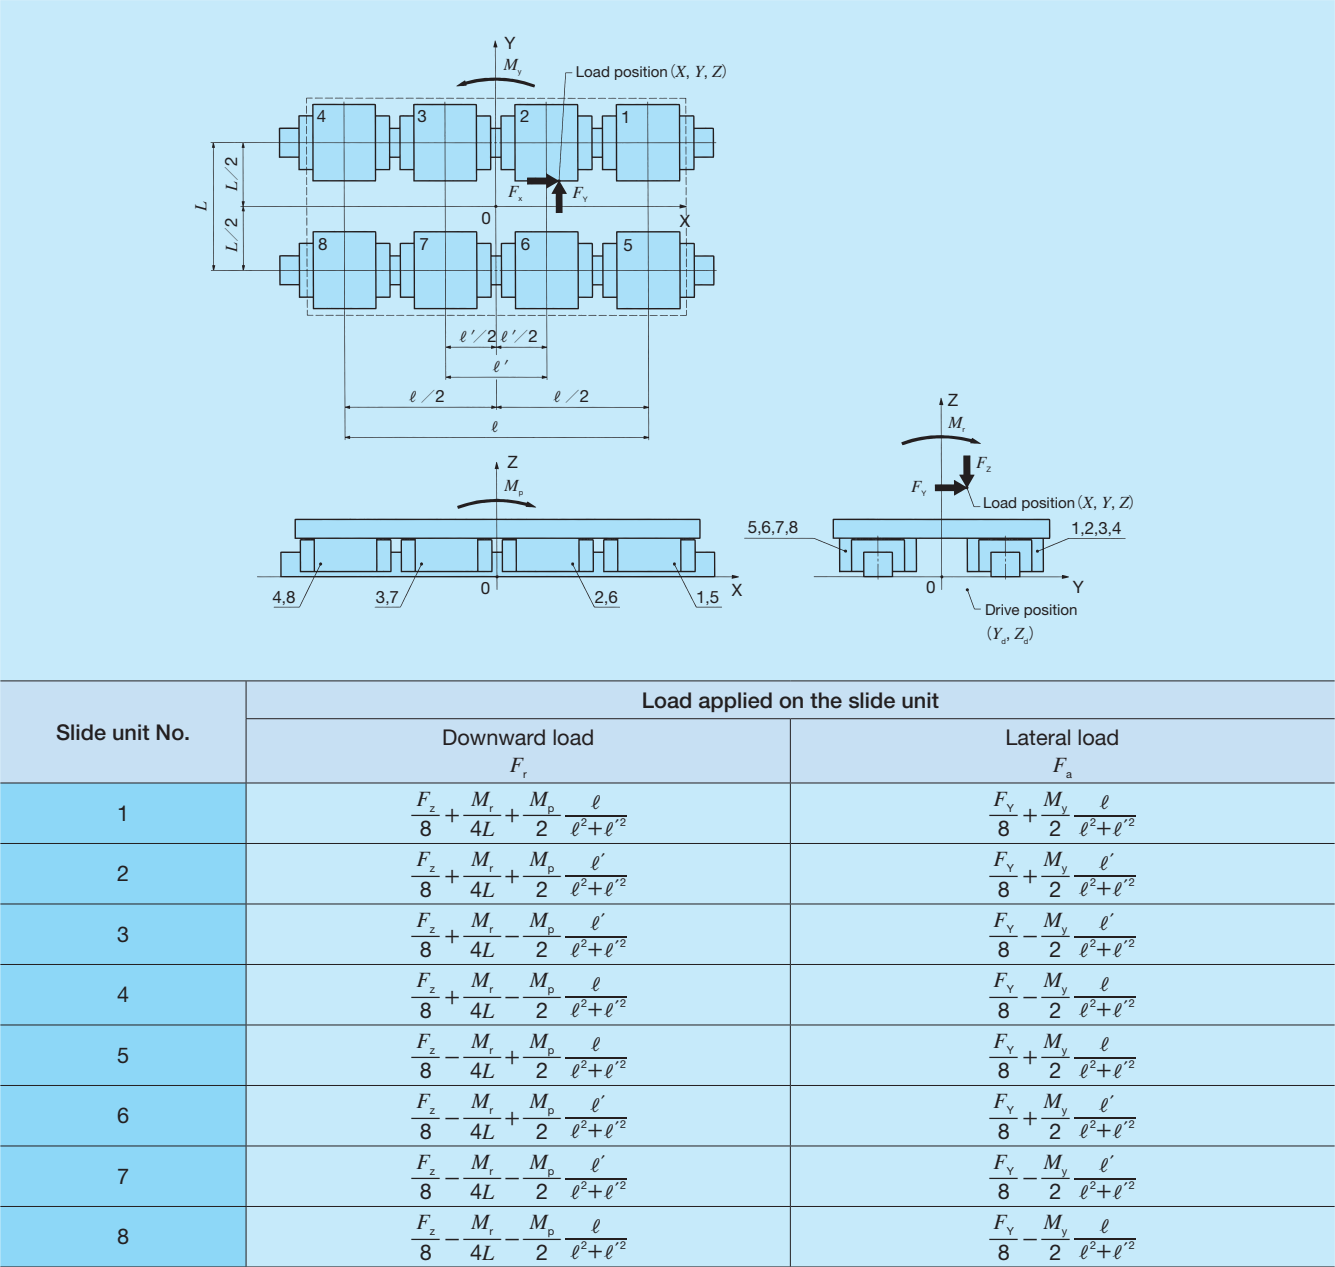 Y
My
Load position (X, Y, Z)
4 3 2 1
L/2
L
Fx FY
0 X
L/2
8 7 6 5
ℓ′/2 ℓ′/2
ℓ′
ℓ/2 ℓ/2
ℓ
Z
Mp
4,8 3,7 0 2,6 1,5 X
Z
Mr
Fz
FY
Load position (X, Y, Z)
5,6,7,8 1,2,3,4
0 Y
Drive position
(Yd, Zd)
Slide unit No. Load applied on the slide unit
Downward load Lateral load
Fr Fa
1 Fz/8 + Mr/4L + Mp/2 ℓ/ℓ²+ℓ′² FY/8 + My/2 ℓ/ℓ²+ℓ′²
2 Fz/8 + Mr/4L + Mp/2 ℓ′/ℓ²+ℓ′² FY/8 + My/2 ℓ′/ℓ²+ℓ′²
3 Fz/8 + Mr/4L − Mp/2 ℓ′/ℓ²+ℓ′² FY/8 − My/2 ℓ′/ℓ²+ℓ′²
4 Fz/8 + Mr/4L − Mp/2 ℓ/ℓ²+ℓ′² FY/8 − My/2 ℓ/ℓ²+ℓ′²
5 Fz/8 − Mr/4L + Mp/2 ℓ/ℓ²+ℓ′² FY/8 + My/2 ℓ/ℓ²+ℓ′²
6 Fz/8 − Mr/4L + Mp/2 ℓ′/ℓ²+ℓ′² FY/8 + My/2 ℓ′/ℓ²+ℓ′²
7 Fz/8 − Mr/4L − Mp/2 ℓ′/ℓ²+ℓ′² FY/8 − My/2 ℓ′/ℓ²+ℓ′²
8 Fz/8 − Mr/4L − Mp/2 ℓ/ℓ²+ℓ′² FY/8 − My/2 ℓ/ℓ²+ℓ′²